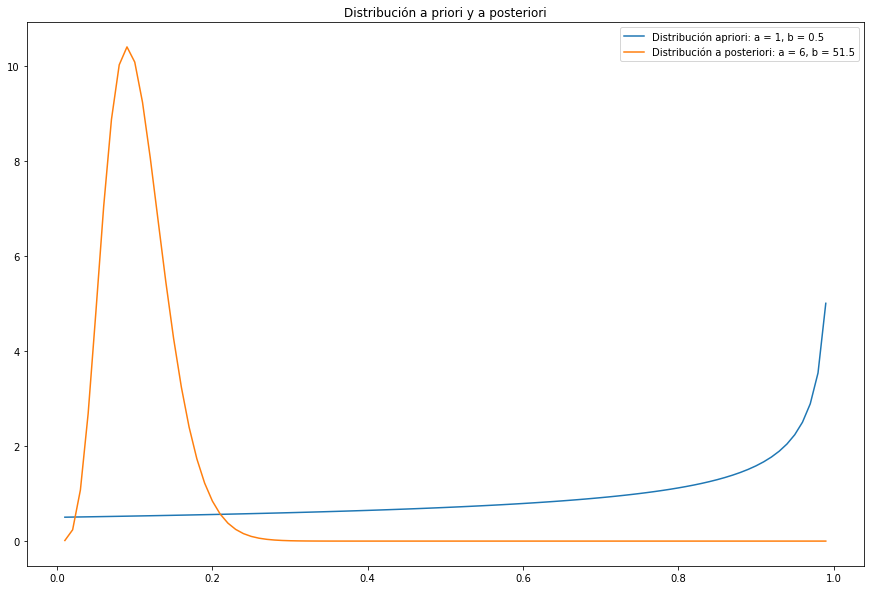 Distribución a priori y a posteriori
Distribución apriori: a = 1, b = 0.5
Distribución a posteriori: a = 6, b = 51.5
10
8
6
4
2
0
0.0 0.2 0.4 0.6 0.8 1.0